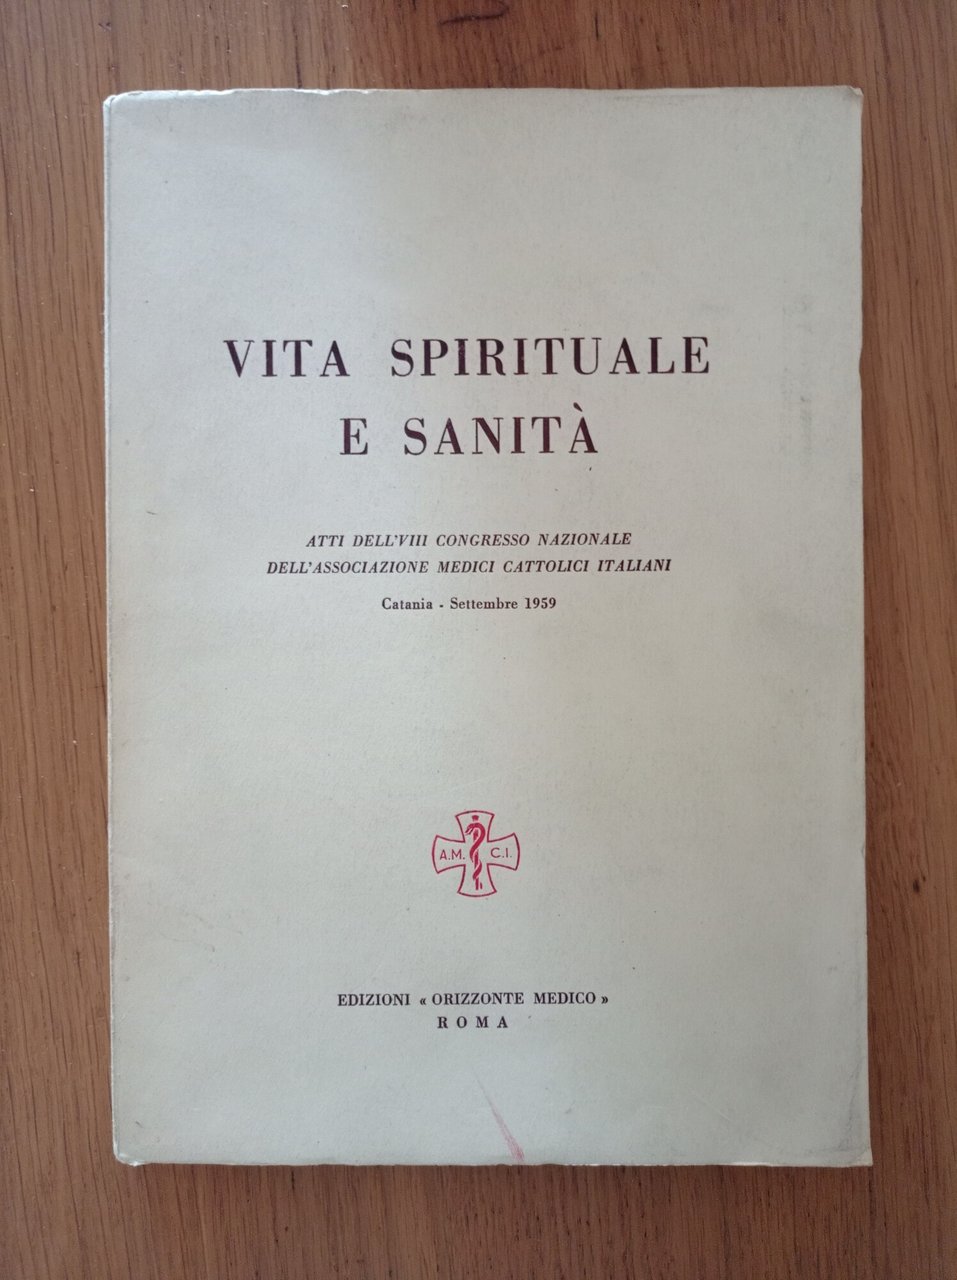 VITA SPIRITUALE
E SANITÀ
ATTI DELL'VIII CONGRESSO NAZIONALE
DELL'ASSOCIAZIONE MEDICI CATTOLICI ITALIANI
Catania - Settembre 1959
A.M. C.I.
EDIZIONI « ORIZZONTE MEDICO »
ROMA